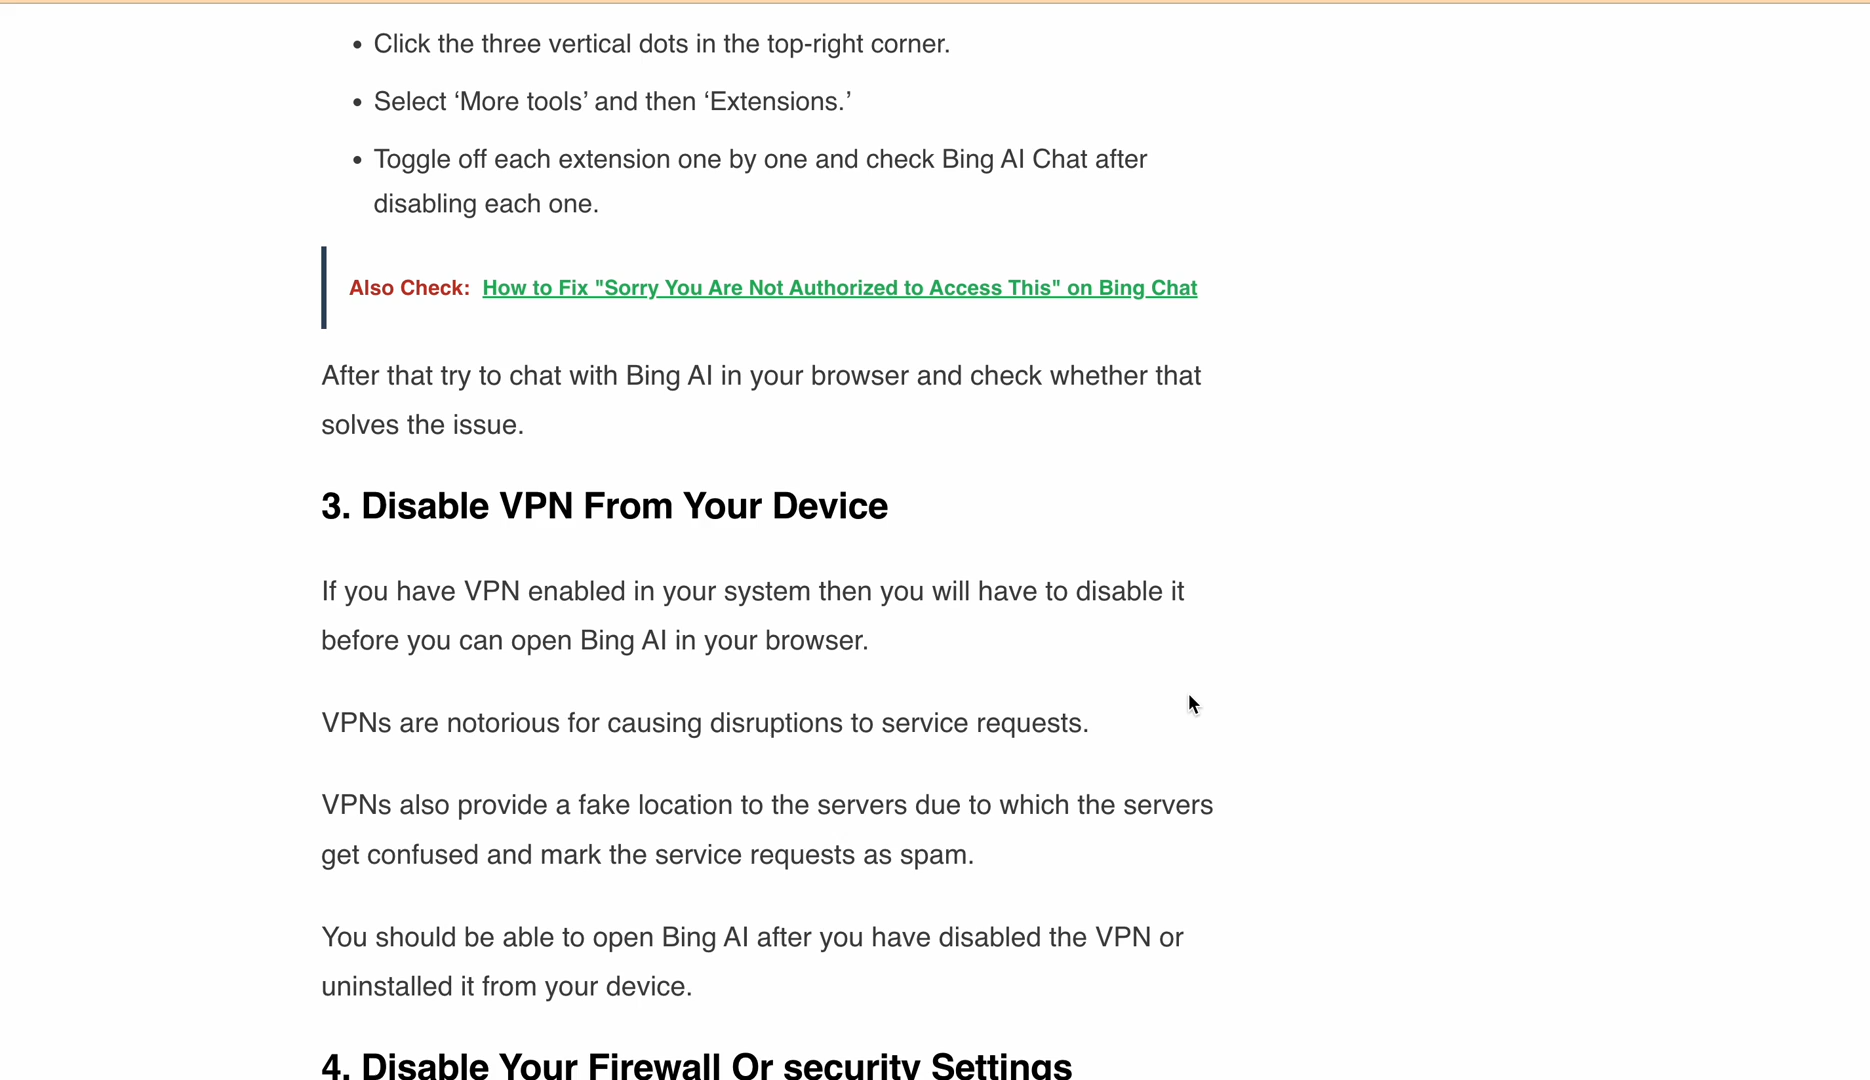 • Click the three vertical dots in the top-right corner.
• Select ‘More tools’ and then ‘Extensions.’
• Toggle off each extension one by one and check Bing AI Chat after
disabling each one.
Also Check: How to Fix "Sorry You Are Not Authorized to Access This" on Bing Chat
After that try to chat with Bing AI in your browser and check whether that
solves the issue.
3. Disable VPN From Your Device
If you have VPN enabled in your system then you will have to disable it
before you can open Bing AI in your browser.
VPNs are notorious for causing disruptions to service requests.
VPNs also provide a fake location to the servers due to which the servers
get confused and mark the service requests as spam.
You should be able to open Bing AI after you have disabled the VPN or
uninstalled it from your device.
4. Disable Your Firewall Or security Settings